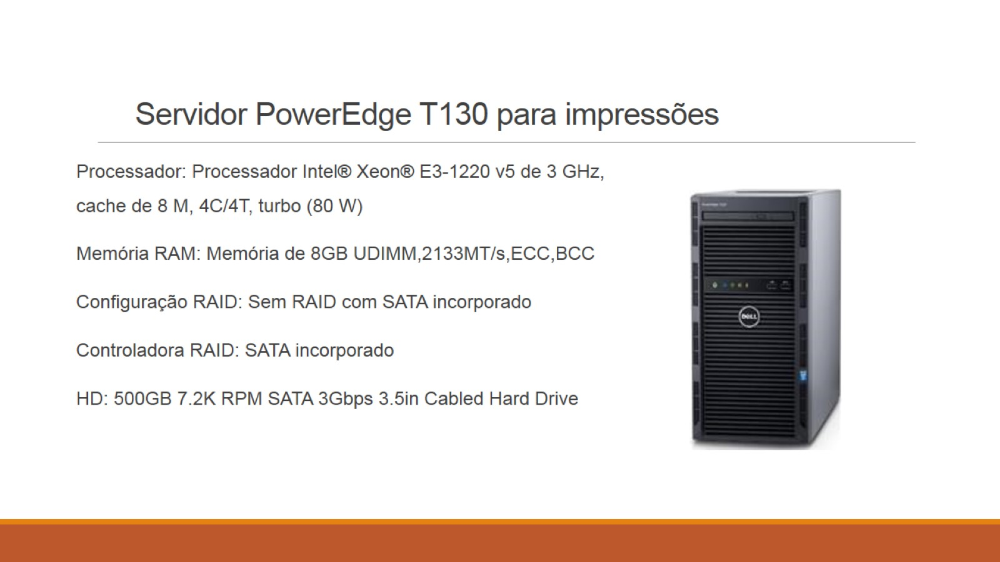 Servidor PowerEdge T130 para impressões
Processador: Processador Intel® Xeon® E3-1220 v5 de 3 GHz,
cache de 8 M, 4C/4T, turbo (80 W)
Memória RAM: Memória de 8GB UDIMM,2133MT/s,ECC,BCC
Configuração RAID: Sem RAID com SATA incorporado
Controladora RAID: SATA incorporado
HD: 500GB 7.2K RPM SATA 3Gbps 3.5in Cabled Hard Drive
DELL